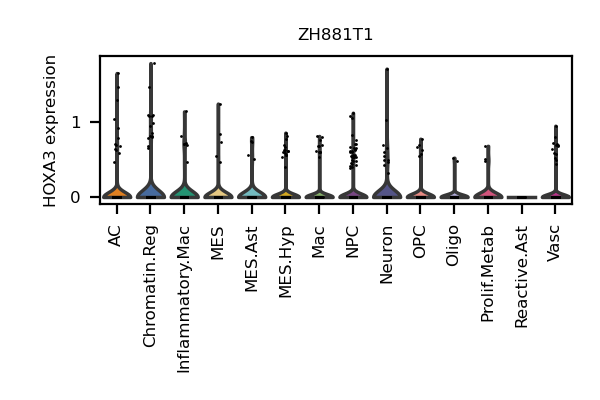 ZH881T1
HOXA3 expression
1
0
AC
Chromatin.Reg
Inflammatory.Mac
MES
MES.Ast
MES.Hyp
Mac
NPC
Neuron
OPC
Oligo
Prolif.Metab
Reactive.Ast
Vasc